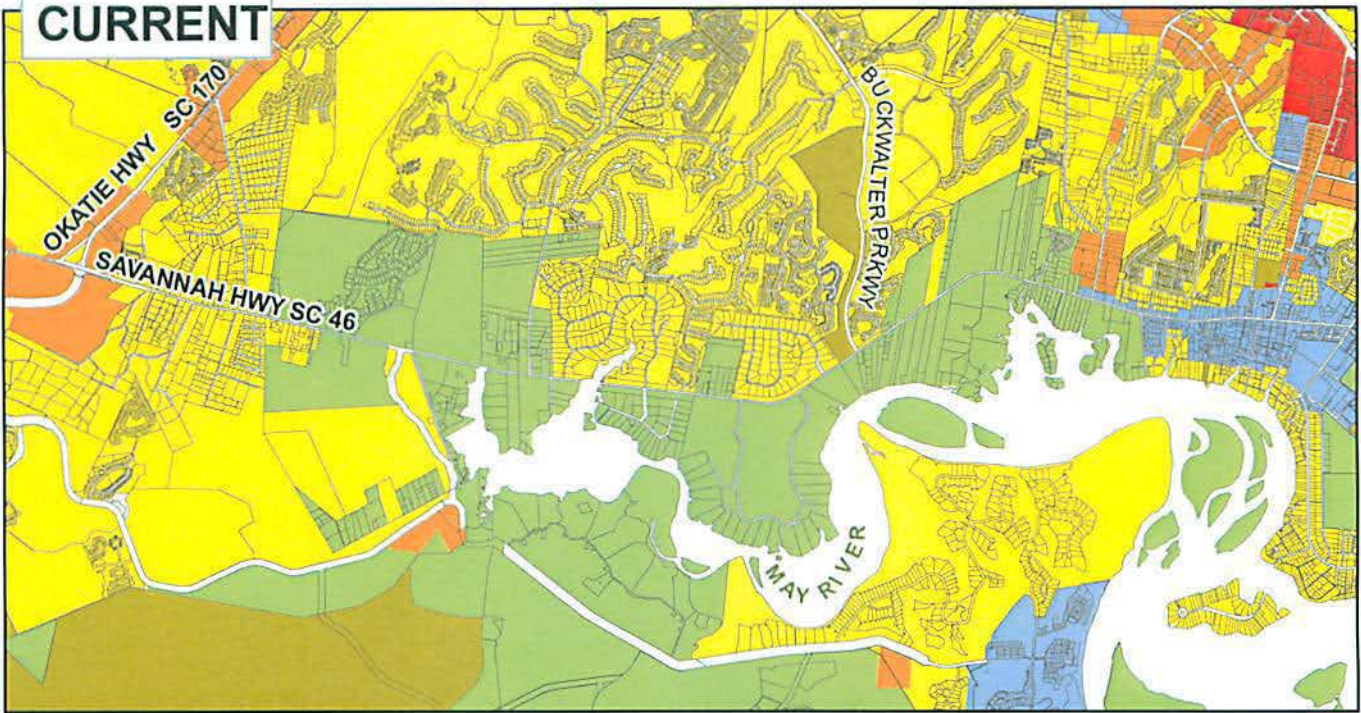 CURRENT
OKATIE HWY SC 170
SAVANNAH HWY SC 46
BUCKWALTER PRKWY
MAY RIVER